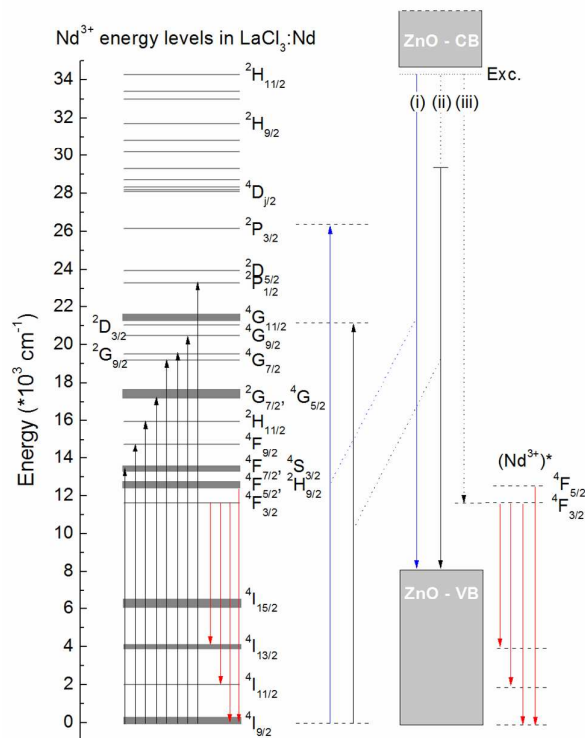 Nd³⁺ energy levels in LaCl₃:Nd
Energy (*10³ cm⁻¹)
34
32
30
28
26
24
22
20
18
16
14
12
10
8
6
4
2
0
²H₁₁/₂
²H₉/₂
⁴D_j/₂
²P₃/₂
²D₅/₂
²P₁/₂
⁴G₁₁/₂
²D₃/₂
⁴G₉/₂
²G₉/₂
⁴G₇/₂
²G₇/₂, ⁴G₅/₂
²H₁₁/₂
⁴F₉/₂
⁴F₇/₂, ⁴S₃/₂
⁴F₅/₂, ²H₉/₂
⁴F₃/₂
⁴I₁₅/₂
⁴I₁₃/₂
⁴I₁₁/₂
⁴I₉/₂
ZnO - CB
Exc.
(i) (ii) (iii)
(Nd³⁺)*
⁴F₅/₂
⁴F₃/₂
ZnO - VB